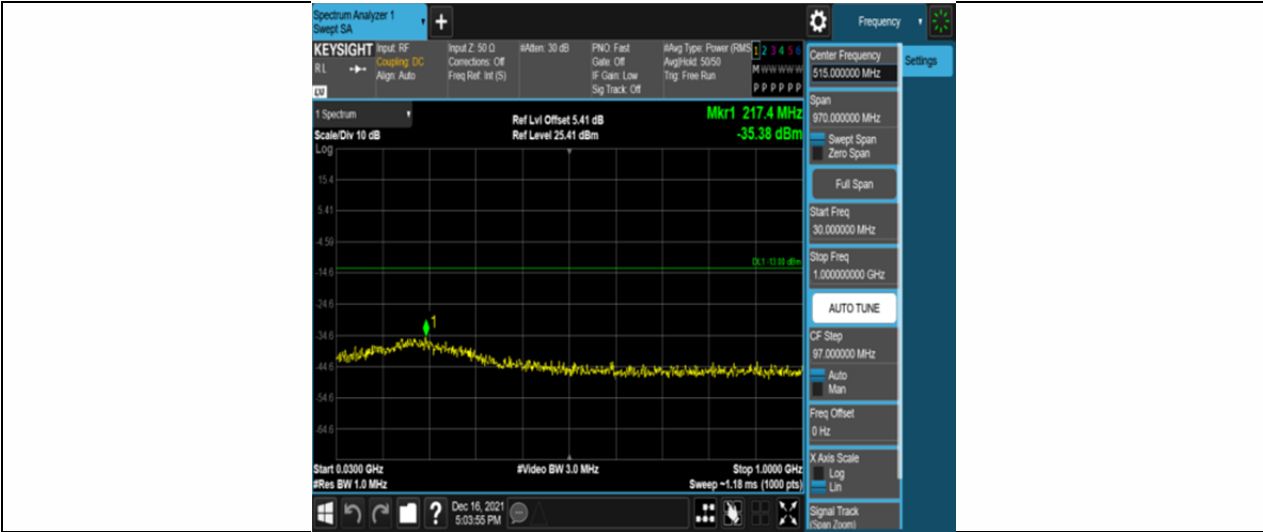 Spectrum Analyzer 1
Swept SA
Frequency
KEYSIGHT
Input: RF
Coupling: DC
Align: Auto
RL
LV
Input Z: 50 Ω
Corrections: Off
Freq Ref: Int (S)
#Atten: 30 dB
PNO: Fast
Gate: Off
IF Gain: Low
Sig Track: Off
#Avg Type: Power (RMS
Avg|Hold: 50/50
Trig: Free Run
1 2 3 4 5 6
M W W W W W
P P P P P P
Center Frequency
515.000000 MHz
Settings
Span
970.000000 MHz
Swept Span
Zero Span
Full Span
Start Freq
30.000000 MHz
Stop Freq
1.000000000 GHz
AUTO TUNE
CF Step
97.000000 MHz
Auto
Man
Freq Offset
0 Hz
X Axis Scale
Log
Lin
Signal Track
(Span Zoom)
1 Spectrum
Scale/Div 10 dB
Log
Ref Lvl Offset 5.41 dB
Ref Level 25.41 dBm
Mkr1 217.4 MHz
-35.38 dBm
15.4
5.41
-4.59
DL1 -13.00 dBm
-14.6
-24.6
-34.6
1
-44.6
-54.6
-64.6
Start 0.0300 GHz
#Video BW 3.0 MHz
Stop 1.0000 GHz
#Res BW 1.0 MHz
Sweep ~1.18 ms (1000 pts)
Dec 16, 2021
5:03:55 PM